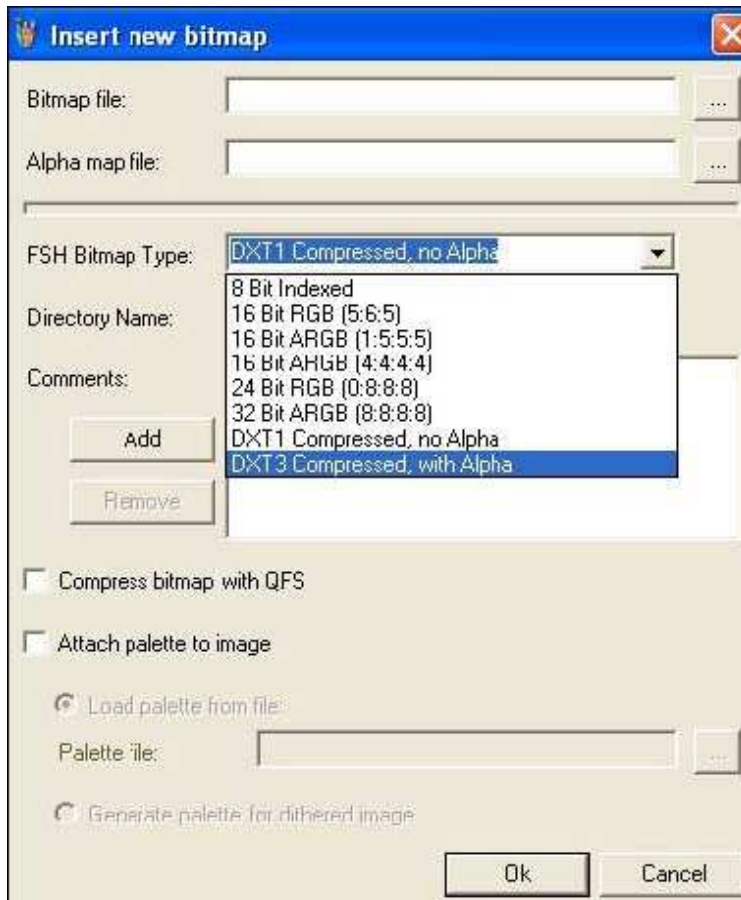 Insert new bitmap
Bitmap file:
...
Alpha map file:
...
FSH Bitmap Type:
DXT1 Compressed, no Alpha
8 Bit Indexed
16 Bit RGB (5:6:5)
16 Bit ARGB (1:5:5:5)
16 Bit ARGB (4:4:4:4)
24 Bit RGB (0:8:8:8)
32 Bit ARGB (8:8:8:8)
DXT1 Compressed, no Alpha
DXT3 Compressed, with Alpha
Directory Name:
Comments:
Add
Remove
Compress bitmap with QFS
Attach palette to image
Load palette from file:
Palette file:
...
Generate palette for dithered image
Ok
Cancel